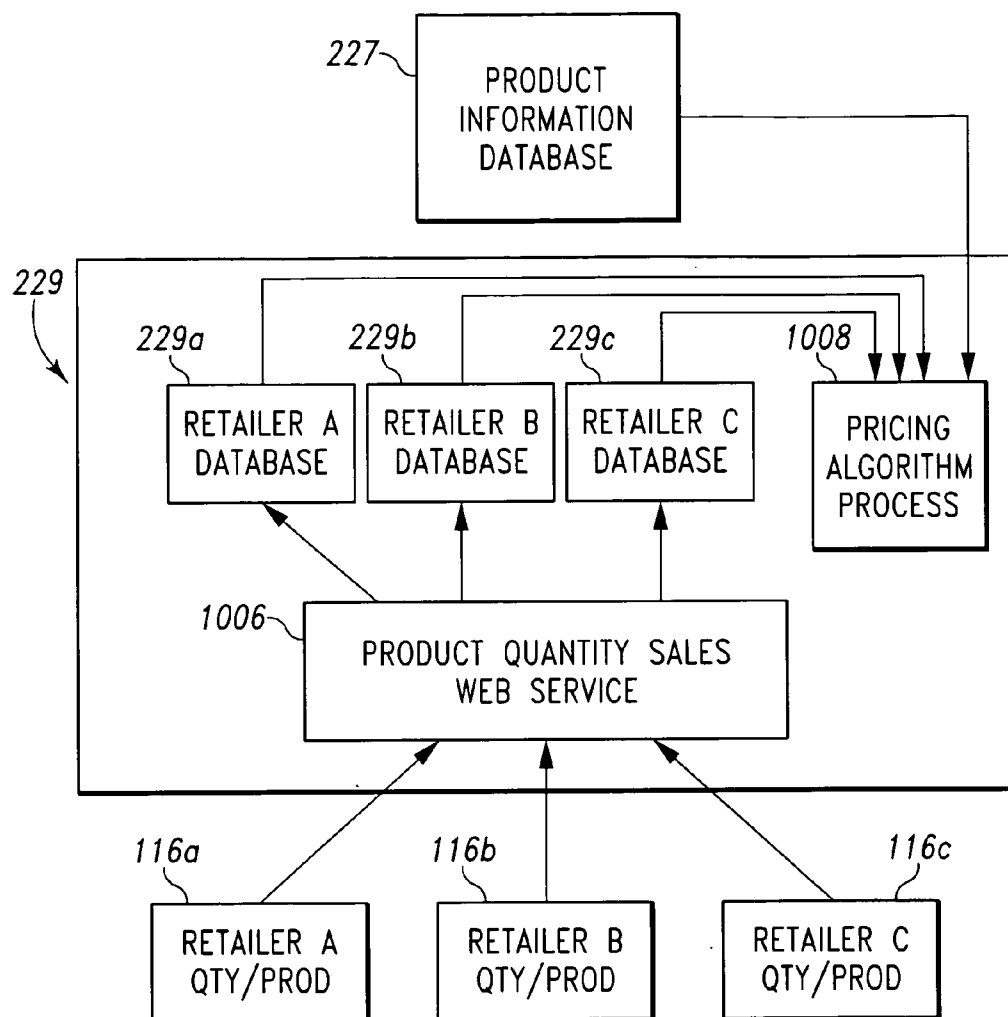 227
PRODUCT
INFORMATION
DATABASE
229
229a
229b
229c
1008
RETAILER A
DATABASE
RETAILER B
DATABASE
RETAILER C
DATABASE
PRICING
ALGORITHM
PROCESS
1006
PRODUCT QUANTITY SALES
WEB SERVICE
116a
116b
116c
RETAILER A
QTY/PROD
RETAILER B
QTY/PROD
RETAILER C
QTY/PROD